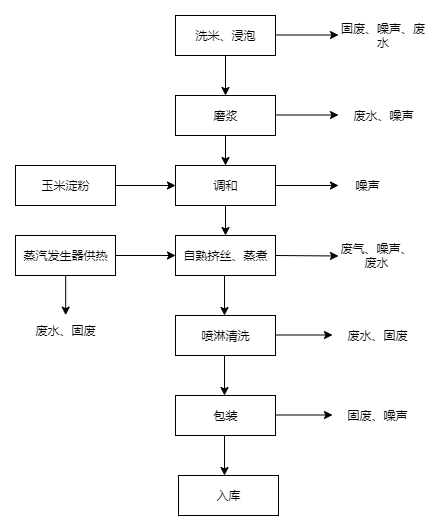 洗米、浸泡
固废、噪声、废
水
磨浆
废水、噪声
玉米淀粉
调和
噪声
蒸汽发生器供热
自熟挤丝、蒸煮
废气、噪声、
废水
废水、固废
喷淋清洗
废水、固废
包装
固废、噪声
入库